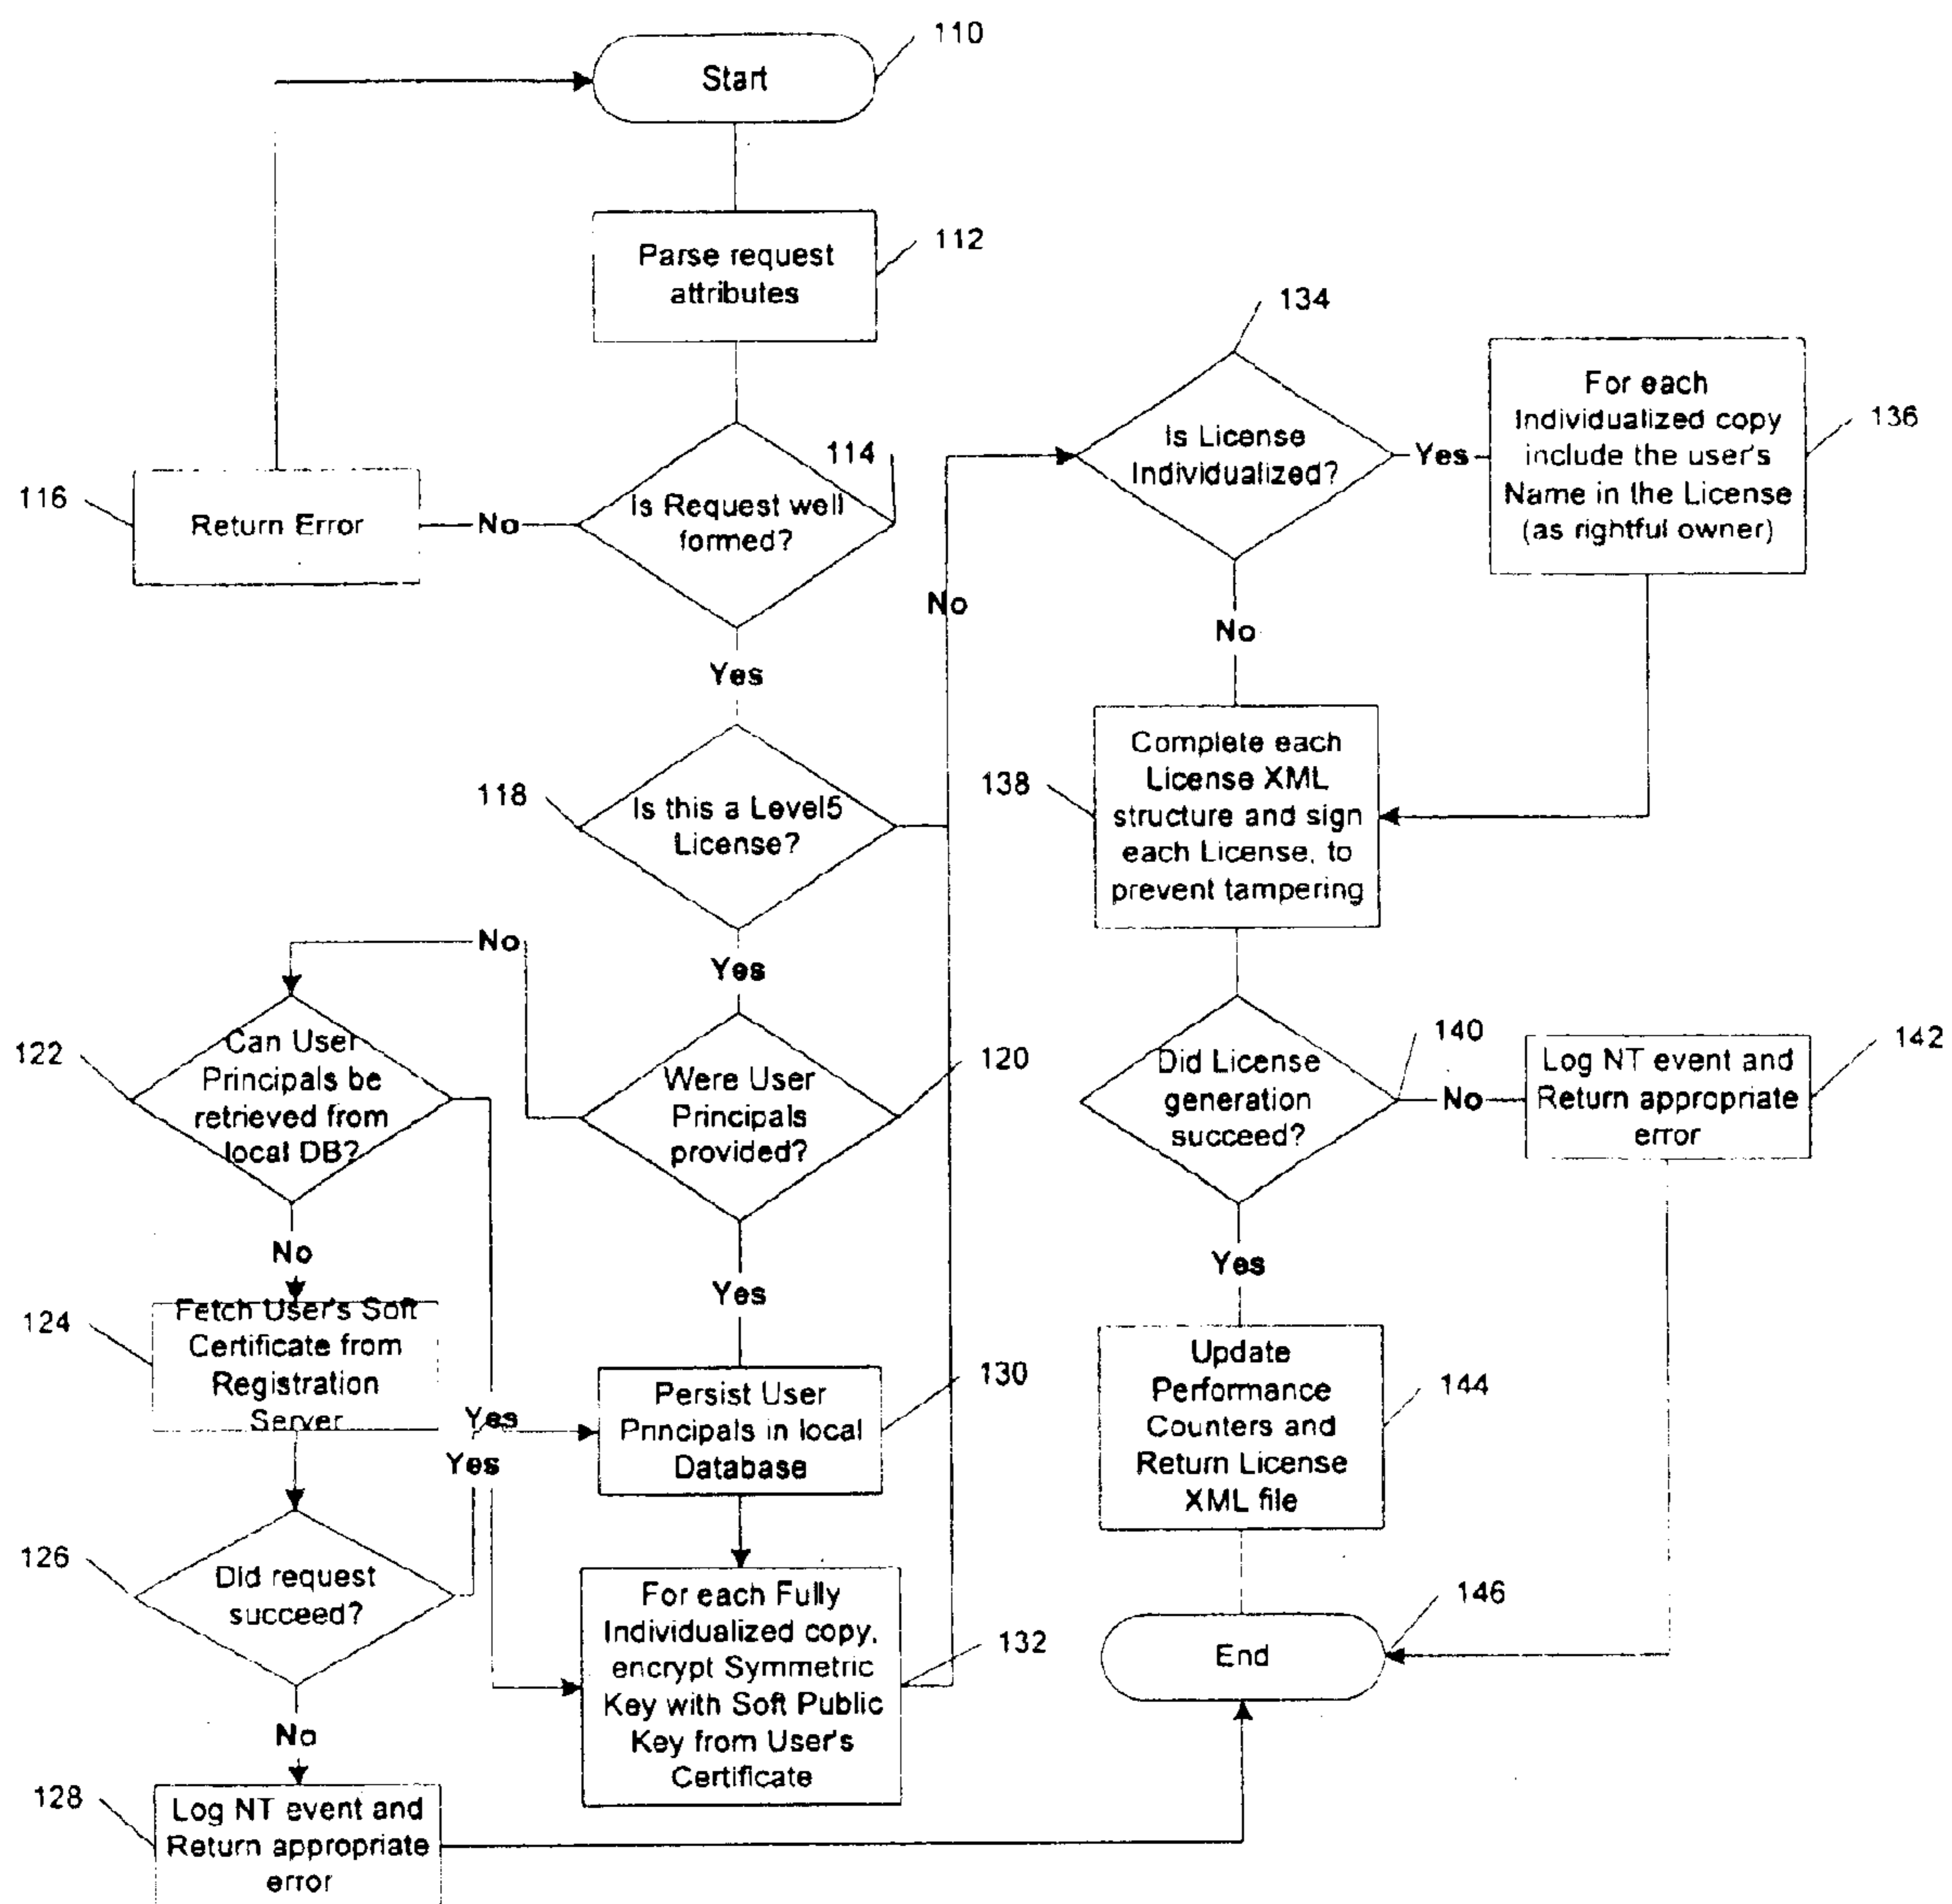 110
Start
112
Parse request
attributes
114
Is Request well
formed?
No
116
Return Error
Yes
118
Is this a Level5
License?
No
Yes
120
Were User
Principals
provided?
No
122
Can User
Principals be
retrieved from
local DB?
No
Yes
124
Fetch User's Soft
Certificate from
Registration
Server
126
Did request
succeed?
Yes
No
128
Log NT event and
Return appropriate
error
Yes
130
Persist User
Principals in local
Database
132
For each Fully
Individualized copy,
encrypt Symmetric
Key with Soft Public
Key from User's
Certificate
134
Is License
Individualized?
Yes
136
For each
Individualized copy
include the user's
Name in the License
(as rightful owner)
No
138
Complete each
License XML
structure and sign
each License, to
prevent tampering
140
Did License
generation
succeed?
No
142
Log NT event and
Return appropriate
error
Yes
144
Update
Performance
Counters and
Return License
XML file
146
End